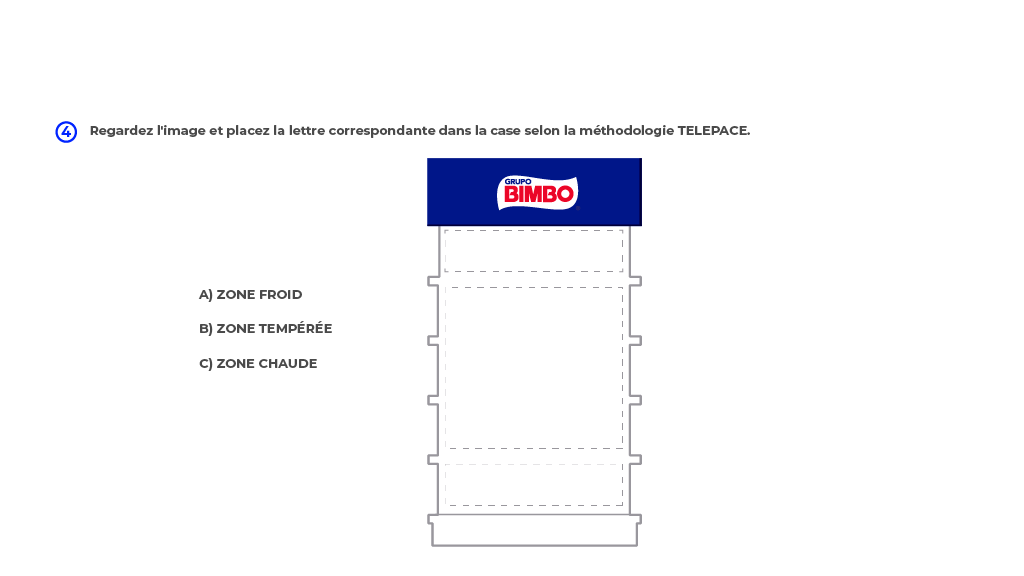 4 Regardez l'image et placez la lettre correspondante dans la case selon la méthodologie TELEPACE.
GRUPO
BIMBO
A) ZONE FROID
B) ZONE TEMPÉRÉE
C) ZONE CHAUDE